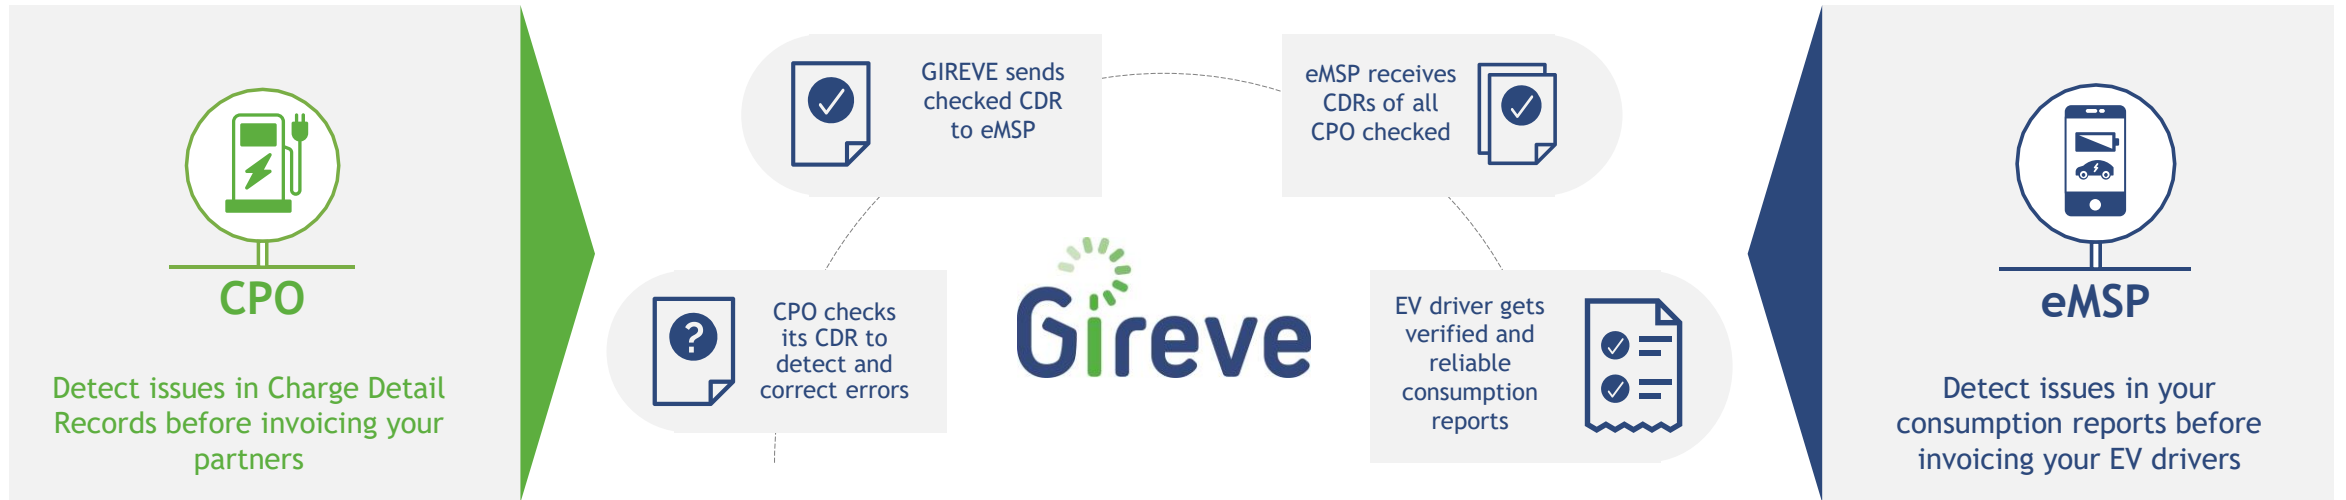 CPO
Detect issues in Charge Detail
Records before invoicing your
partners
GIREVE sends
checked CDR
to eMSP
CPO checks
its CDR to
detect and
correct errors
Gireve
eMSP receives
CDRs of all
CPO checked
EV driver gets
verified and
reliable
consumption
reports
eMSP
Detect issues in your
consumption reports before
invoicing your EV drivers